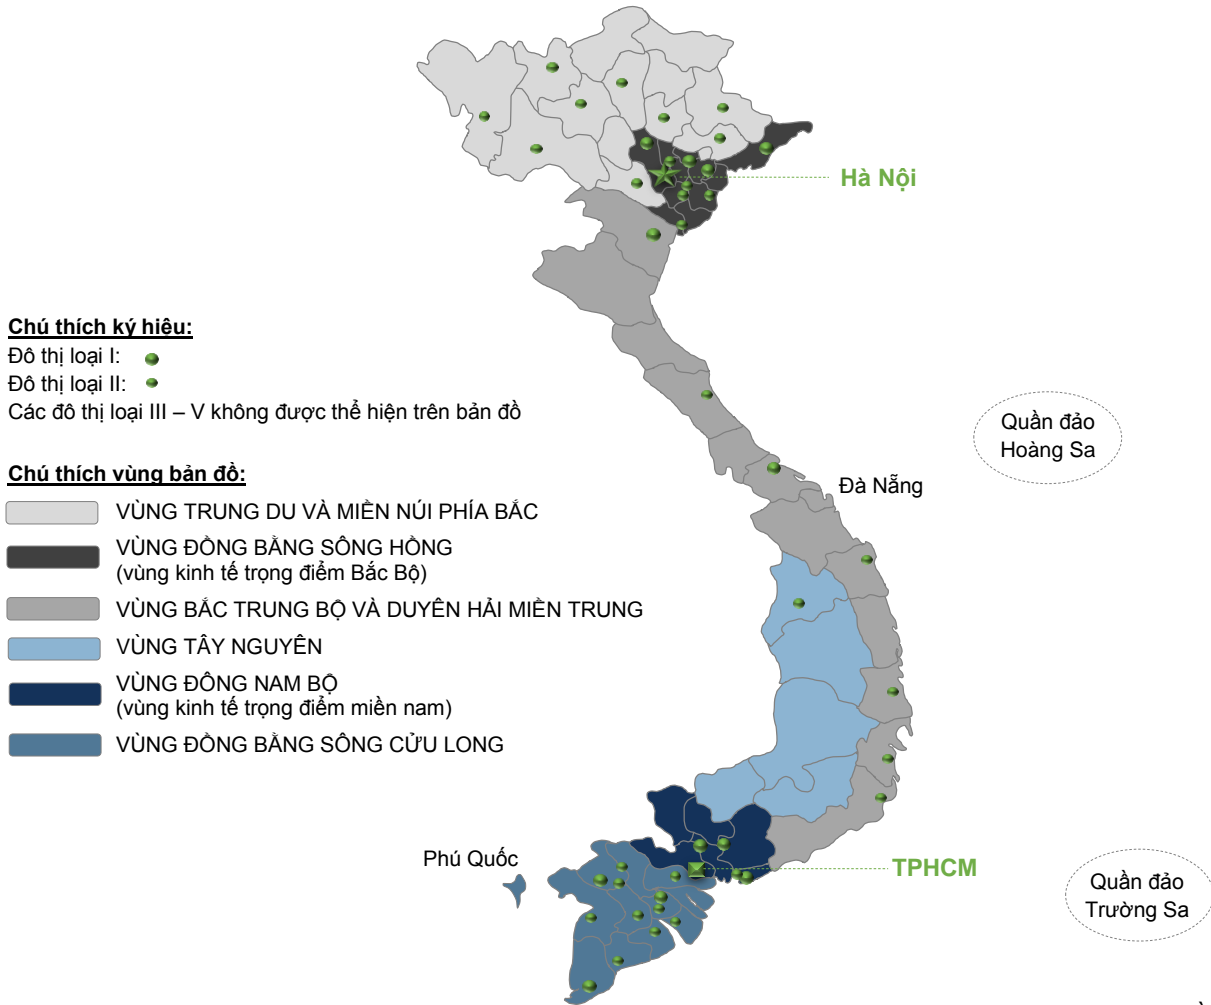 Hà Nội
Chú thích ký hiệu:
Đô thị loại I:
Đô thị loại II:
Các đô thị loại III – V không được thể hiện trên bản đồ
Quần đảo
Hoàng Sa
Chú thích vùng bản đồ:
Đà Nẵng
VÙNG TRUNG DU VÀ MIỀN NÚI PHÍA BẮC
VÙNG ĐỒNG BẰNG SÔNG HỒNG
(vùng kinh tế trọng điểm Bắc Bộ)
VÙNG BẮC TRUNG BỘ VÀ DUYÊN HẢI MIỀN TRUNG
VÙNG TÂY NGUYÊN
VÙNG ĐÔNG NAM BỘ
(vùng kinh tế trọng điểm miền nam)
VÙNG ĐỒNG BẰNG SÔNG CỬU LONG
Phú Quốc
TPHCM
Quần đảo
Trường Sa